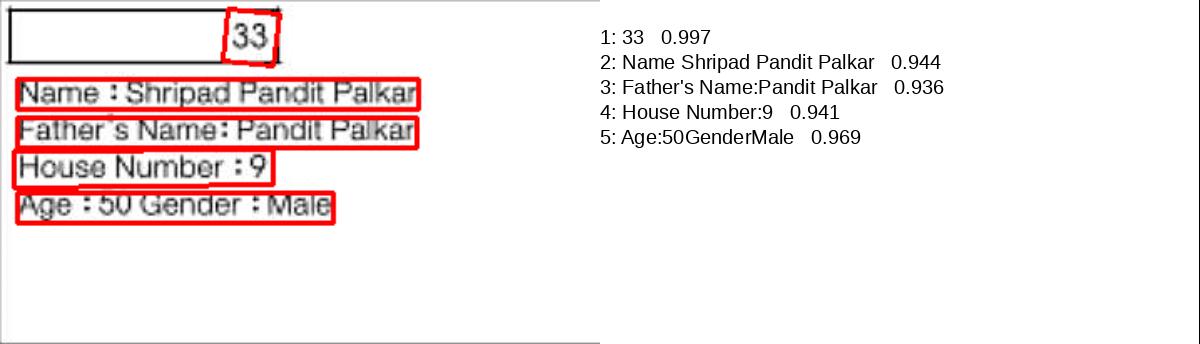 33
Name : Shripad Pandit Palkar
Father's Name: Pandit Palkar
House Number : 9
Age : 50 Gender : Male
1: 33 0.997
2: Name Shripad Pandit Palkar 0.944
3: Father's Name:Pandit Palkar 0.936
4: House Number:9 0.941
5: Age:50GenderMale 0.969